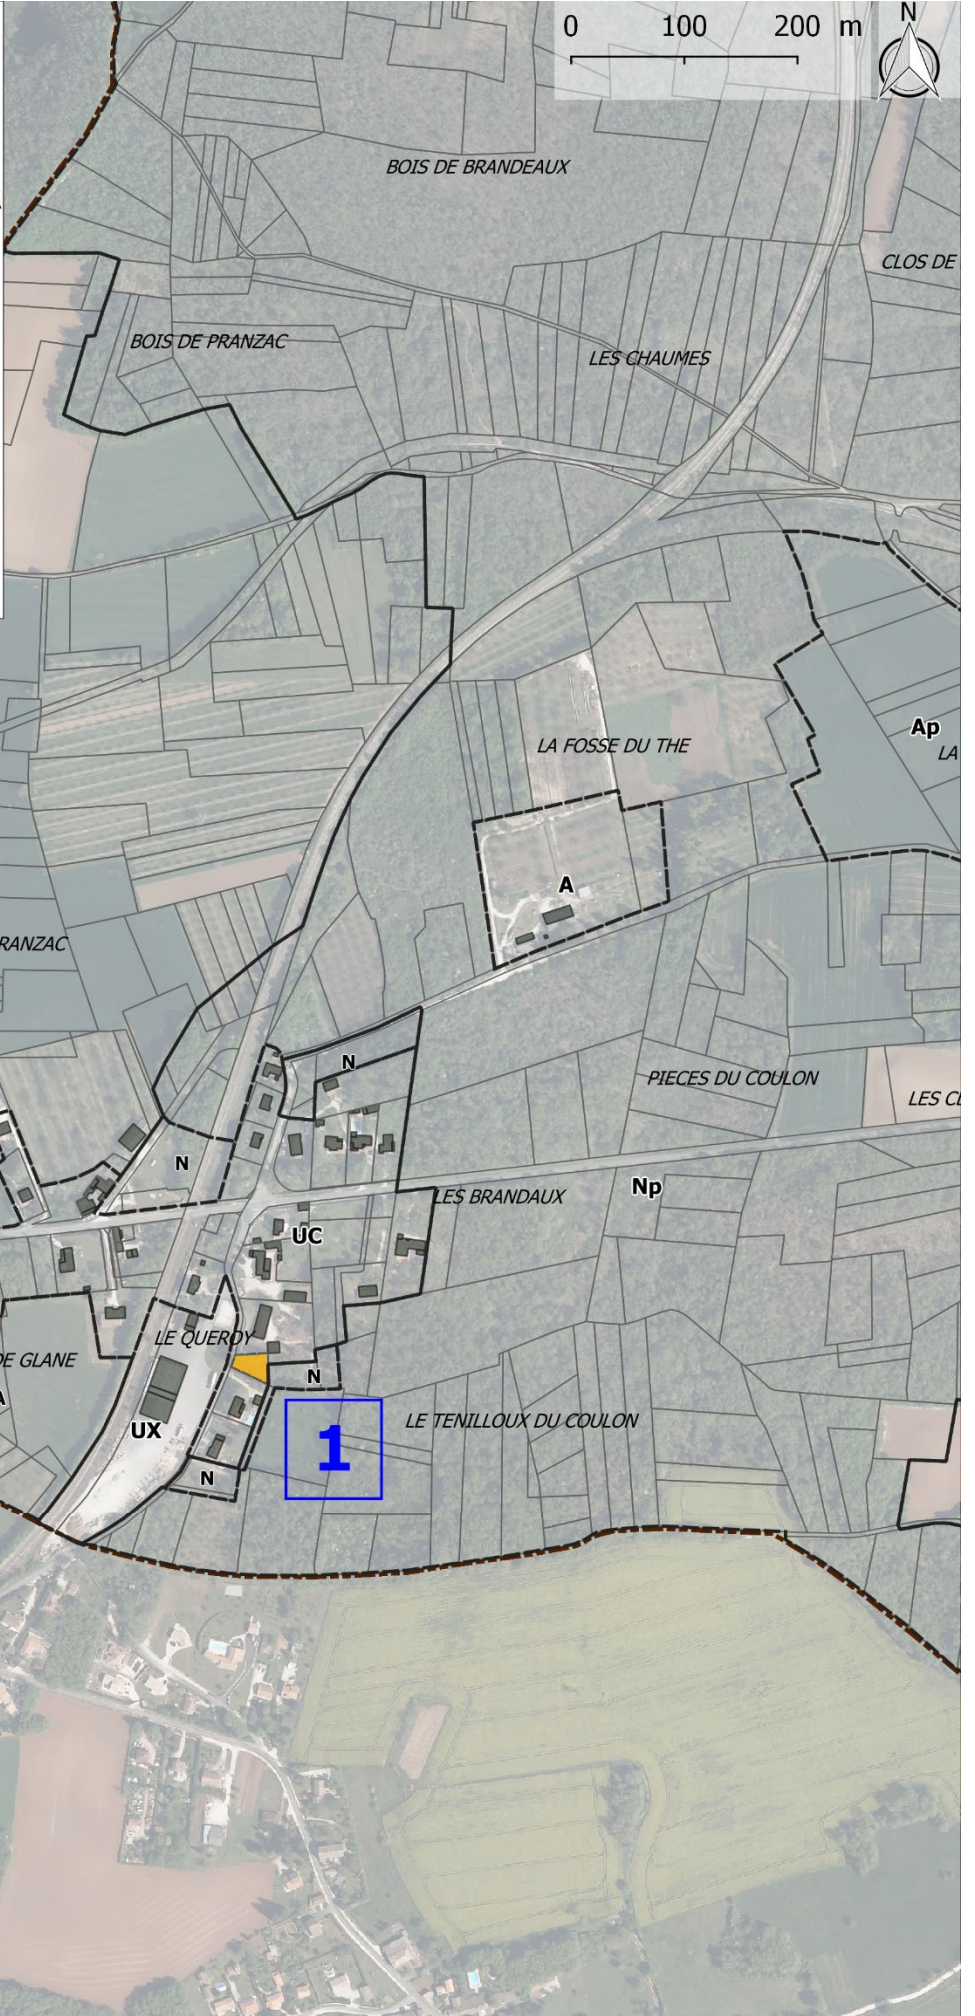 0 100 200 m
N
BOIS DE BRANDEAUX
CLOS DE
BOIS DE PRANZAC
LES CHAUMES
Ap
LA FOSSE DU THE
LA
A
RANZAC
N
PIECES DU COULON
LES CL
N
Np
LES BRANDAUX
UC
LE QUEROY
DE GLANE
N
A
LE TENILLOUX DU COULON
UX
1
N